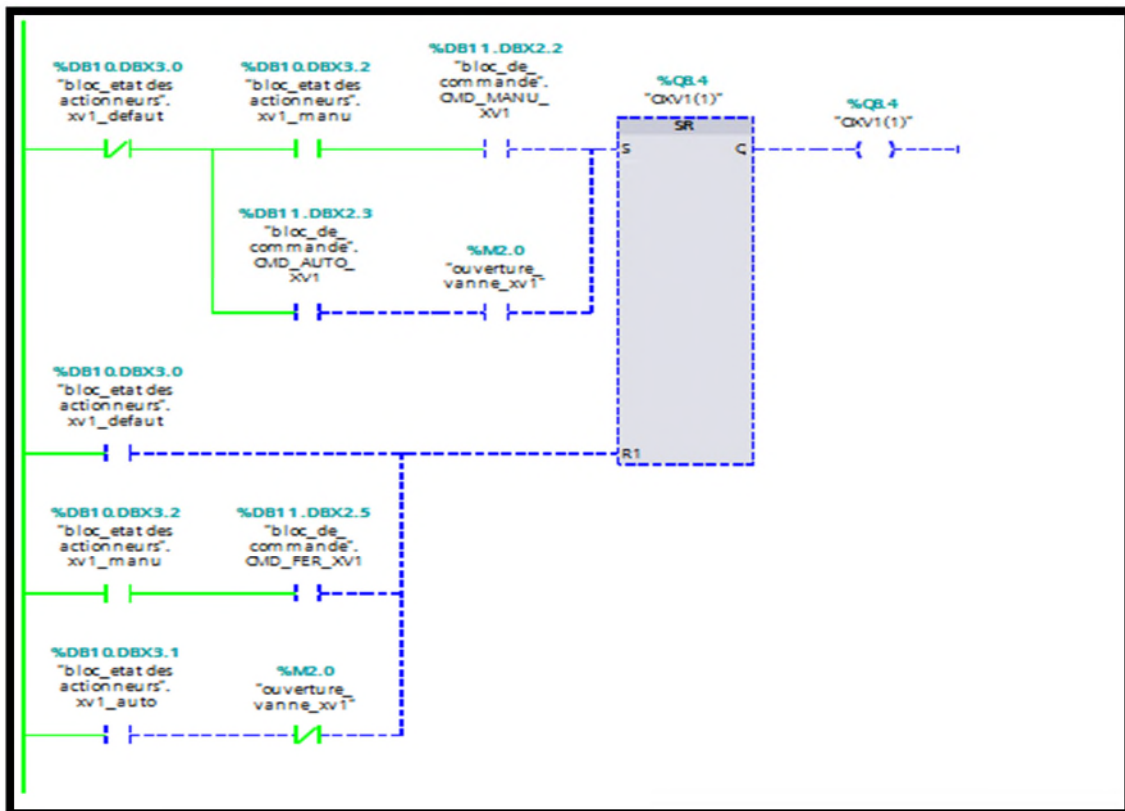 %DB11.DBX2.2
"bloc_de_
commande".
CMD_MANU_
XV1
%DB10.DBX3.0
"bloc_etat des
actionneurs".
xv1_defaut
%DB10.DBX3.2
"bloc_etat des
actionneurs".
xv1_manu
%Q8.4
"OXV1(1)"
SR
S
Q
%Q8.4
"OXV1(1)"
%DB11.DBX2.3
"bloc_de_
commande".
CMD_AUTO_
XV1
%M2.0
"ouverture_
vanne_xv1"
%DB10.DBX3.0
"bloc_etat des
actionneurs".
xv1_defaut
R1
%DB10.DBX3.2
"bloc_etat des
actionneurs".
xv1_manu
%DB11.DBX2.5
"bloc_de_
commande".
CMD_FER_XV1
%DB10.DBX3.1
"bloc_etat des
actionneurs".
xv1_auto
%M2.0
"ouverture_
vanne_xv1"